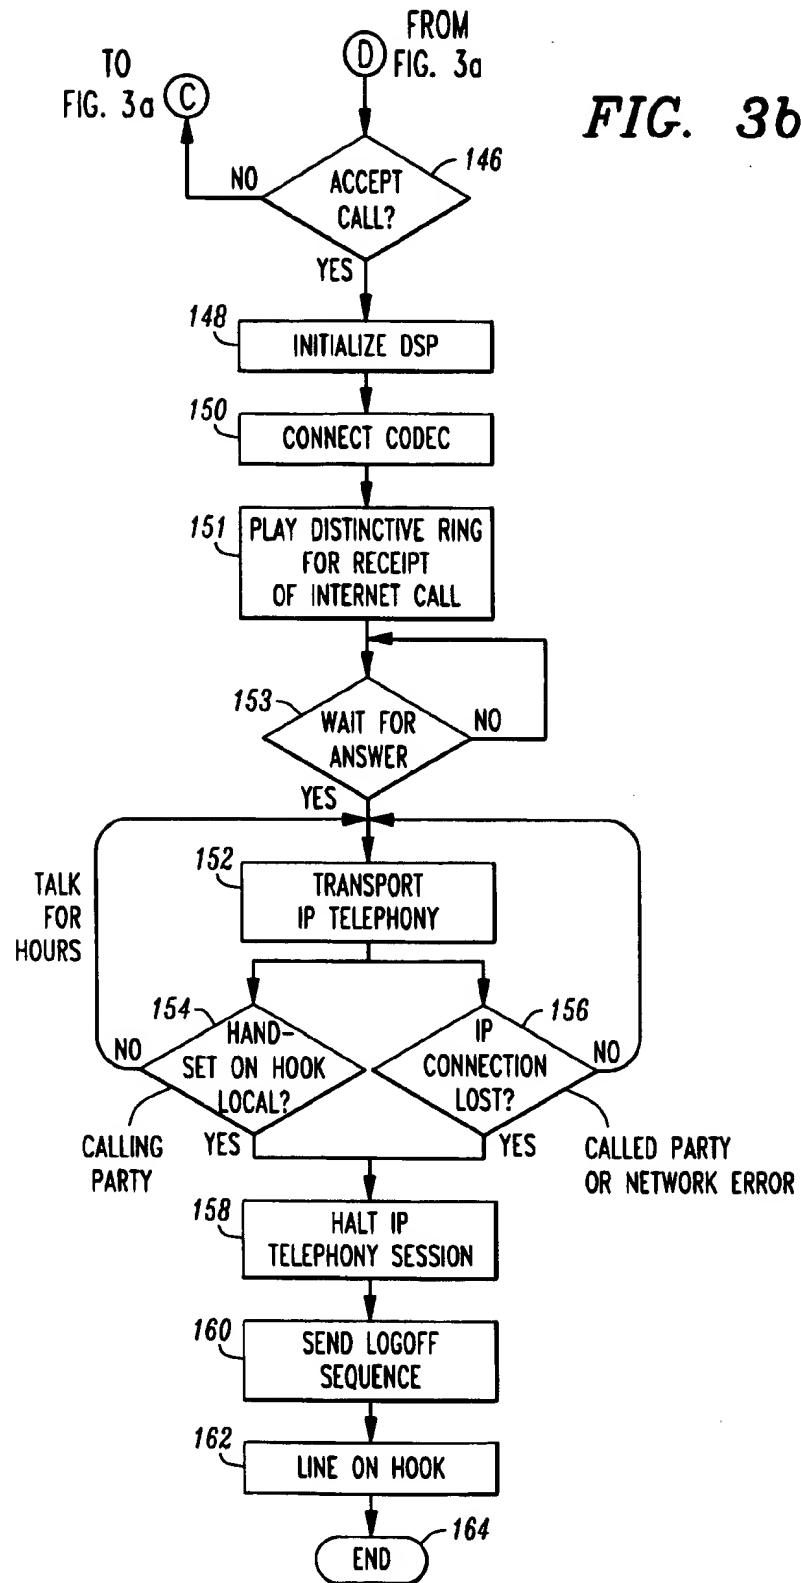 FROM
FIG. 3a
D
TO
FIG. 3a
C
FIG. 3b
146
ACCEPT
CALL?
NO
YES
148
INITIALIZE DSP
150
CONNECT CODEC
151
PLAY DISTINCTIVE RING
FOR RECEIPT
OF INTERNET CALL
153
WAIT FOR
ANSWER
NO
YES
TALK
FOR
HOURS
152
TRANSPORT
IP TELEPHONY
154
HAND-
SET ON HOOK
LOCAL?
NO
YES
CALLING
PARTY
156
IP
CONNECTION
LOST?
NO
YES
CALLED PARTY
OR NETWORK ERROR
158
HALT IP
TELEPHONY SESSION
160
SEND LOGOFF
SEQUENCE
162
LINE ON HOOK
164
END